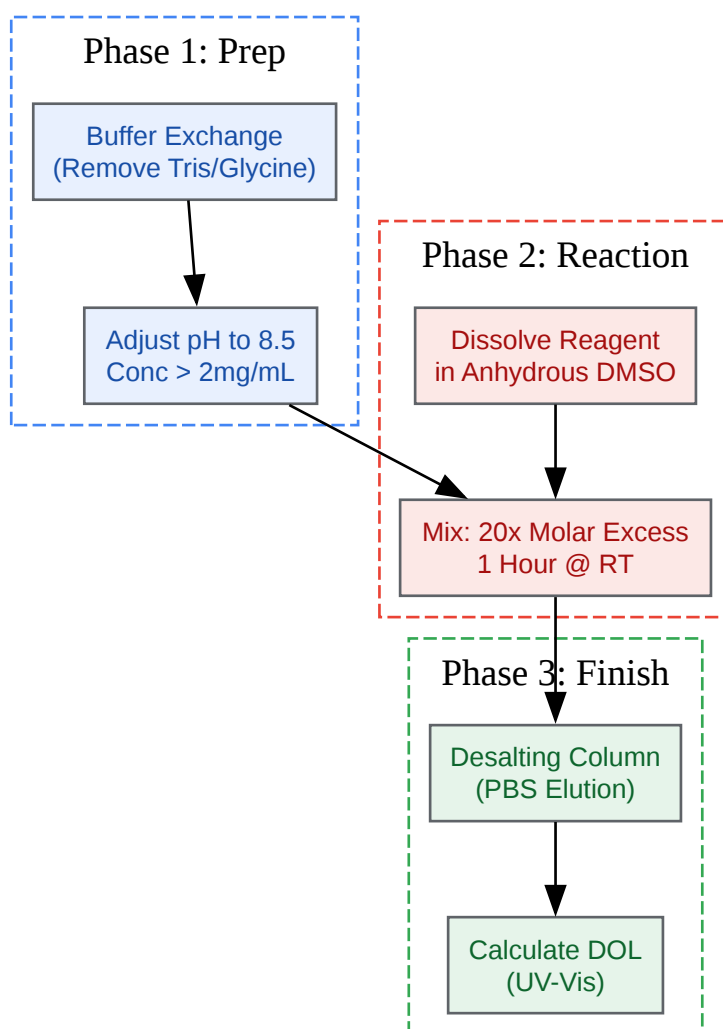 Phase 1: Prep
Buffer Exchange
(Remove Tris/Glycine)
Adjust pH to 8.5
Conc > 2mg/mL
Phase 2: Reaction
Dissolve Reagent
in Anhydrous DMSO
Mix: 20x Molar Excess
1 Hour @ RT
Phase 3: Finish
Desalting Column
(PBS Elution)
Calculate DOL
(UV-Vis)